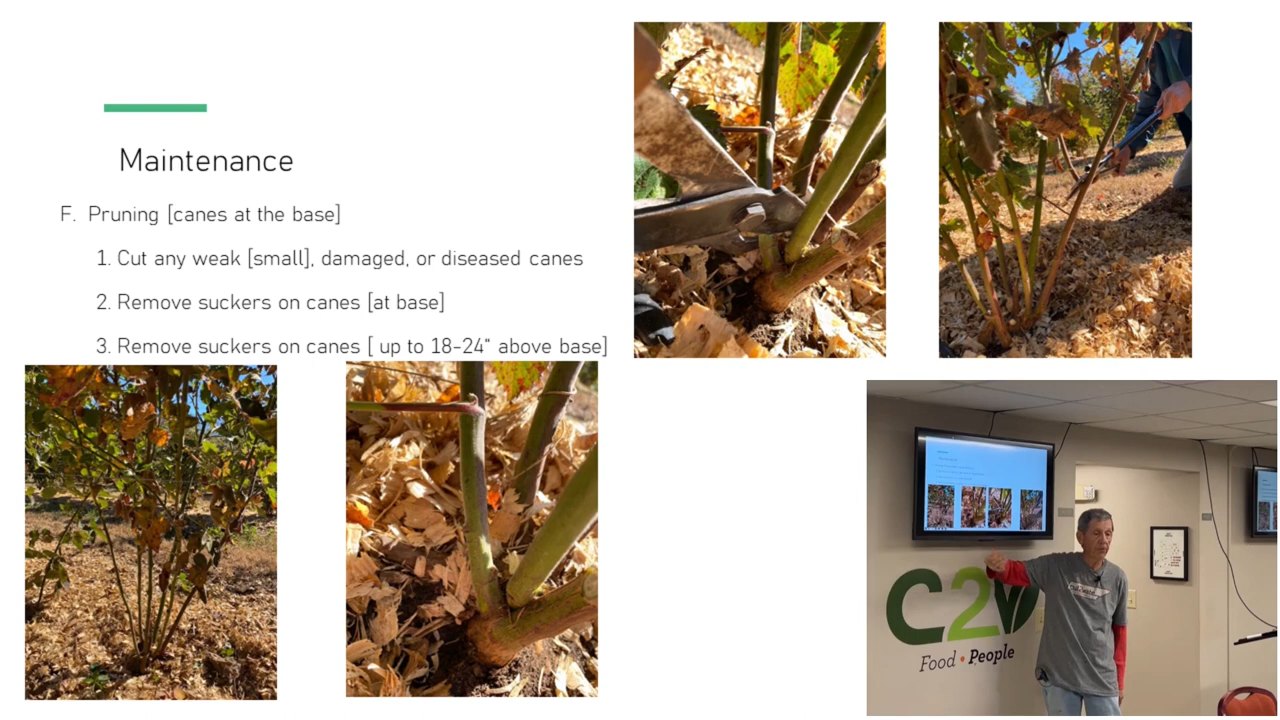 Maintenance
F. Pruning [canes at the base]
1. Cut any weak [small], damaged, or diseased canes
2. Remove suckers on canes [at base]
3. Remove suckers on canes [ up to 18-24" above base]
C2V
Food • People